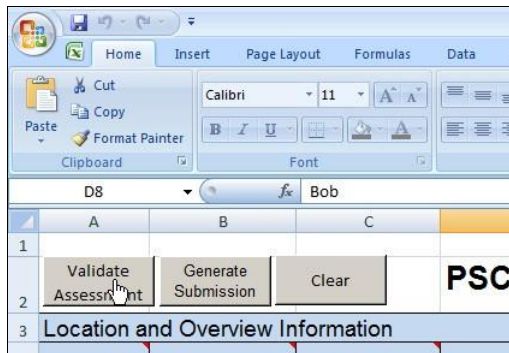 Home Insert Page Layout Formulas Data
Cut
Copy
Paste
Format Painter
Calibri 11 A A
B I U A
Clipboard Font
D8 fx Bob
A B C
1
Validate Assessment Generate Submission Clear PSC
2
3 Location and Overview Information